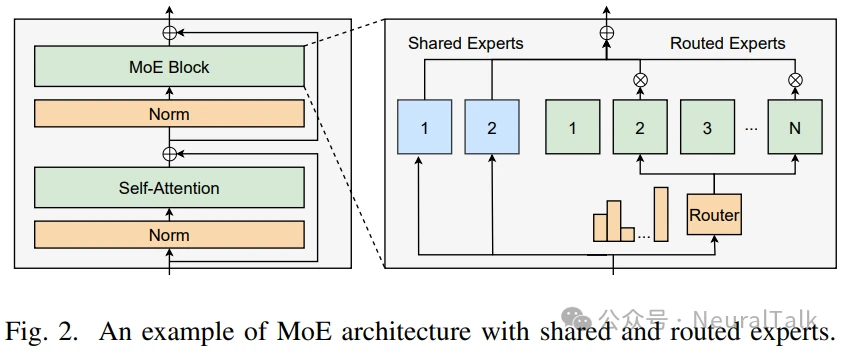 Shared Experts
Routed Experts
MoE Block
Norm
1
2
1
2
3
...
N
Self-Attention
Router
...
Norm
Fig. 2. An example of MoE architecture with shared and routed experts.
公众号 · NeuralTalk